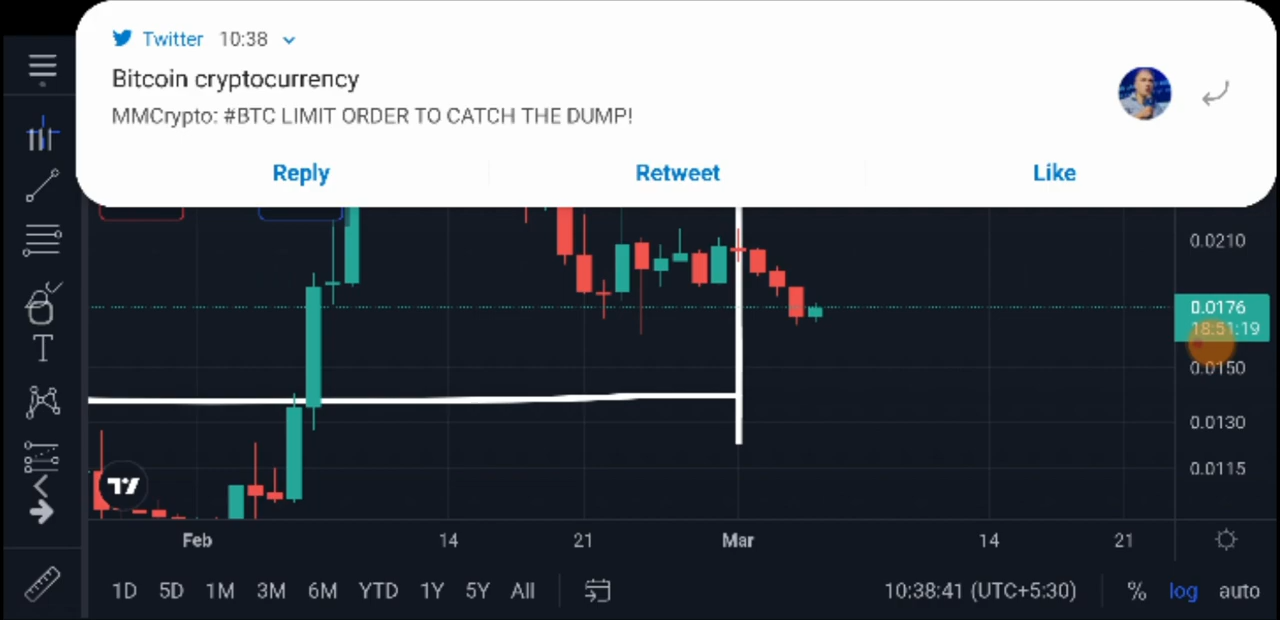 Twitter 10:38
Bitcoin cryptocurrency
MMCrypto: #BTC LIMIT ORDER TO CATCH THE DUMP!
Reply Retweet Like
0.0210
0.0176
18:51:19
0.0150
0.0130
0.0115
Feb 14 21 Mar 14 21
1D 5D 1M 3M 6M YTD 1Y 5Y All 10:38:41 (UTC+5:30) % log auto